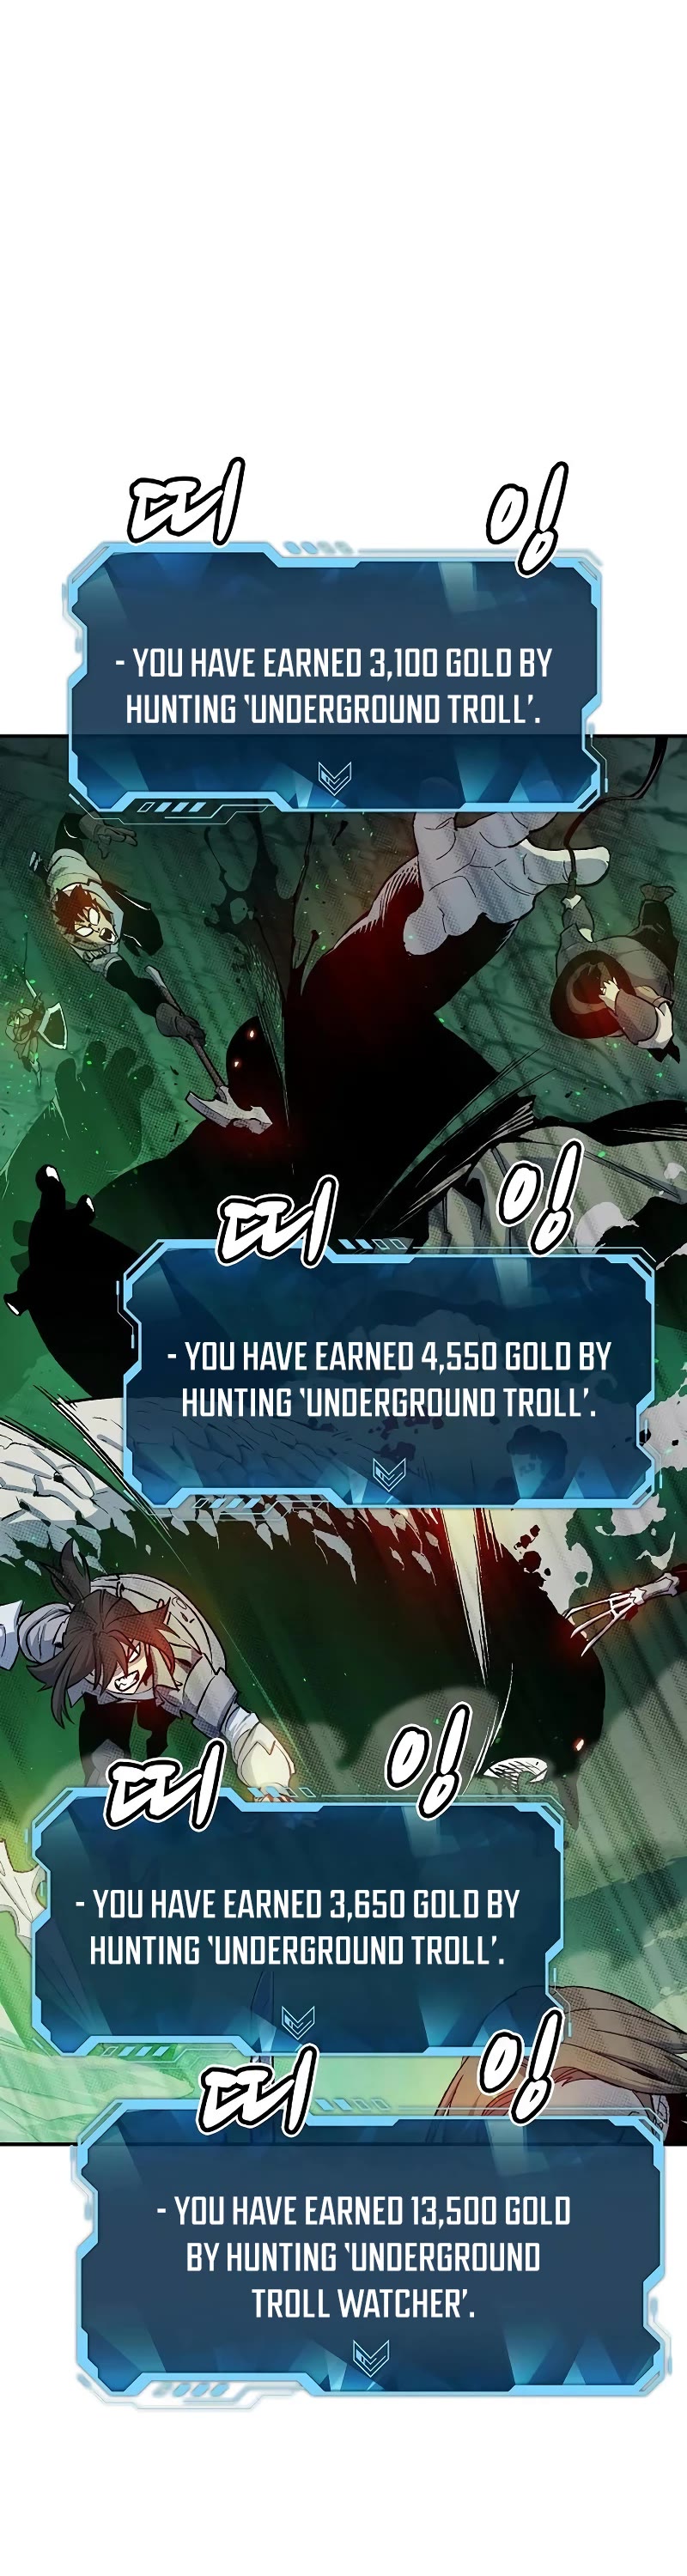 띠 잉
- YOU HAVE EARNED 3,100 GOLD BY
HUNTING ‘UNDERGROUND TROLL’.
띠 잉
- YOU HAVE EARNED 4,550 GOLD BY
HUNTING ‘UNDERGROUND TROLL’.
띠 잉
- YOU HAVE EARNED 3,650 GOLD BY
HUNTING ‘UNDERGROUND TROLL’.
띠 잉
- YOU HAVE EARNED 13,500 GOLD
BY HUNTING ‘UNDERGROUND
TROLL WATCHER’.